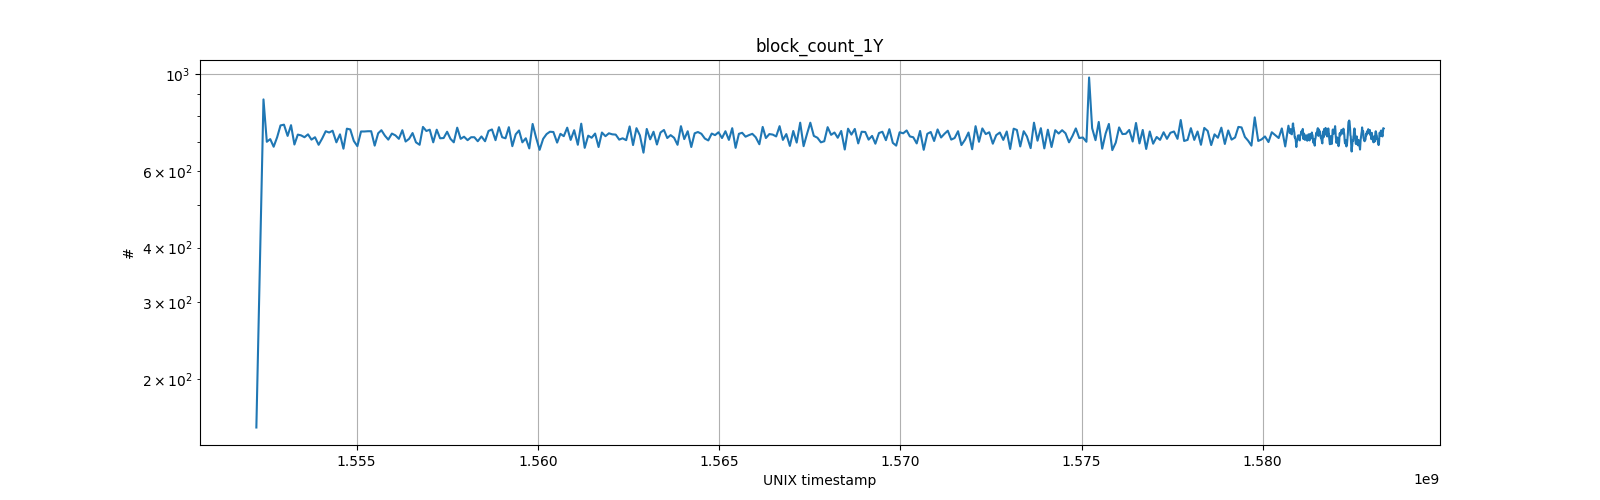 block_count_1Y
10³
6 × 10²
4 × 10²
3 × 10²
2 × 10²
#
1.555 1.560 1.565 1.570 1.575 1.580
UNIX timestamp
1e9